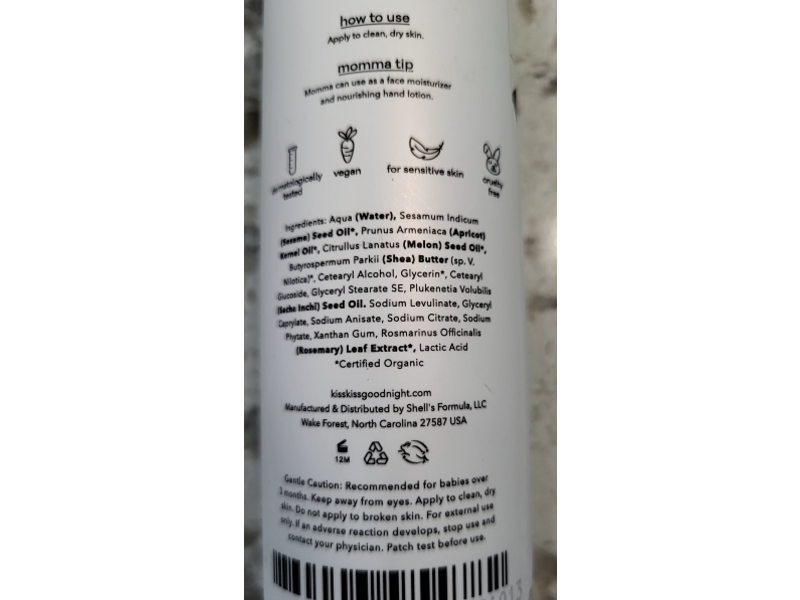 how to use
Apply to clean, dry skin.
momma tip
Momma can use as a face moisturizer
and nourishing hand lotion.
dermatologically
tested
vegan
for sensitive skin
cruelty
free
Ingredients: Aqua (Water), Sesamum Indicum
(Sesame) Seed Oil*, Prunus Armeniaca (Apricot)
Kernel Oil*, Citrullus Lanatus (Melon) Seed Oil*,
Butyrospermum Parkii (Shea) Butter (sp. V.
Nilotica)*, Cetearyl Alcohol, Glycerin*, Cetearyl
Glucoside, Glyceryl Stearate SE, Plukenetia Volubilis
(Sacha Inchi) Seed Oil. Sodium Levulinate, Glyceryl
Caprylate, Sodium Anisate, Sodium Citrate, Sodium
Phytate, Xanthan Gum, Rosmarinus Officinalis
(Rosemary) Leaf Extract*, Lactic Acid
*Certified Organic
kisskissgoodnight.com
Manufactured & Distributed by Shell's Formula, LLC
Wake Forest, North Carolina 27587 USA
12M
Gentle Caution: Recommended for babies over
3 months. Keep away from eyes. Apply to clean, dry
skin. Do not apply to broken skin. For external use
only. If an adverse reaction develops, stop use and
contact your physician. Patch test before use.